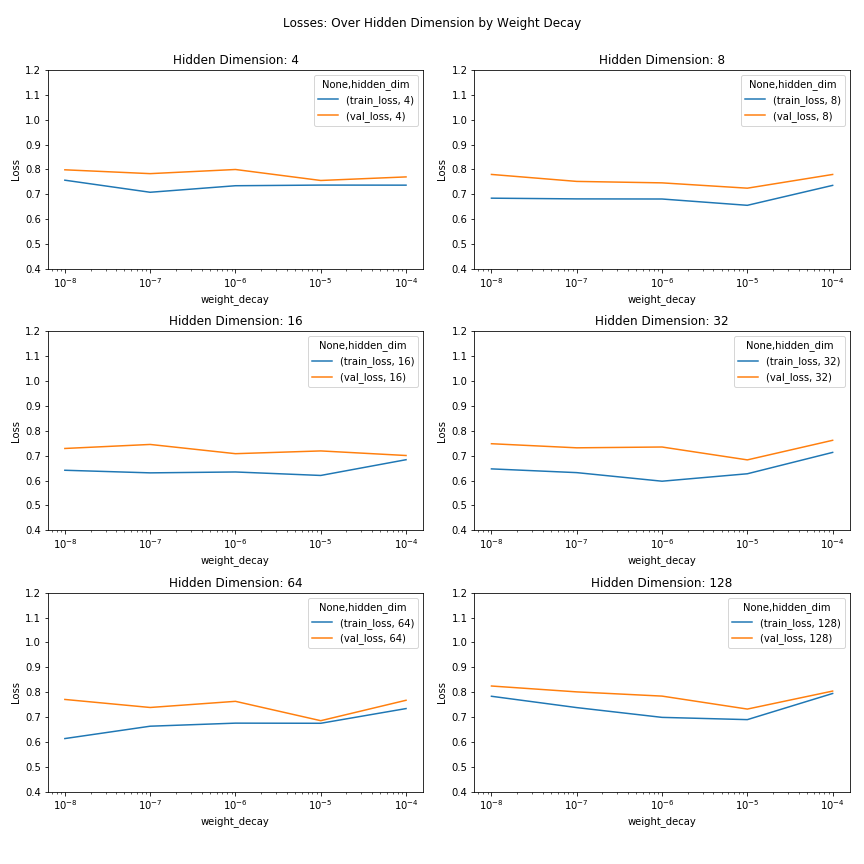 Losses: Over Hidden Dimension by Weight Decay
Hidden Dimension: 4
None,hidden_dim
(train_loss, 4)
(val_loss, 4)
Loss
1.2
1.1
1.0
0.9
0.8
0.7
0.6
0.5
0.4
10⁻⁸ 10⁻⁷ 10⁻⁶ 10⁻⁵ 10⁻⁴
weight_decay
Hidden Dimension: 8
None,hidden_dim
(train_loss, 8)
(val_loss, 8)
Loss
1.2
1.1
1.0
0.9
0.8
0.7
0.6
0.5
0.4
10⁻⁸ 10⁻⁷ 10⁻⁶ 10⁻⁵ 10⁻⁴
weight_decay
Hidden Dimension: 16
None,hidden_dim
(train_loss, 16)
(val_loss, 16)
Loss
1.2
1.1
1.0
0.9
0.8
0.7
0.6
0.5
0.4
10⁻⁸ 10⁻⁷ 10⁻⁶ 10⁻⁵ 10⁻⁴
weight_decay
Hidden Dimension: 32
None,hidden_dim
(train_loss, 32)
(val_loss, 32)
Loss
1.2
1.1
1.0
0.9
0.8
0.7
0.6
0.5
0.4
10⁻⁸ 10⁻⁷ 10⁻⁶ 10⁻⁵ 10⁻⁴
weight_decay
Hidden Dimension: 64
None,hidden_dim
(train_loss, 64)
(val_loss, 64)
Loss
1.2
1.1
1.0
0.9
0.8
0.7
0.6
0.5
0.4
10⁻⁸ 10⁻⁷ 10⁻⁶ 10⁻⁵ 10⁻⁴
weight_decay
Hidden Dimension: 128
None,hidden_dim
(train_loss, 128)
(val_loss, 128)
Loss
1.2
1.1
1.0
0.9
0.8
0.7
0.6
0.5
0.4
10⁻⁸ 10⁻⁷ 10⁻⁶ 10⁻⁵ 10⁻⁴
weight_decay